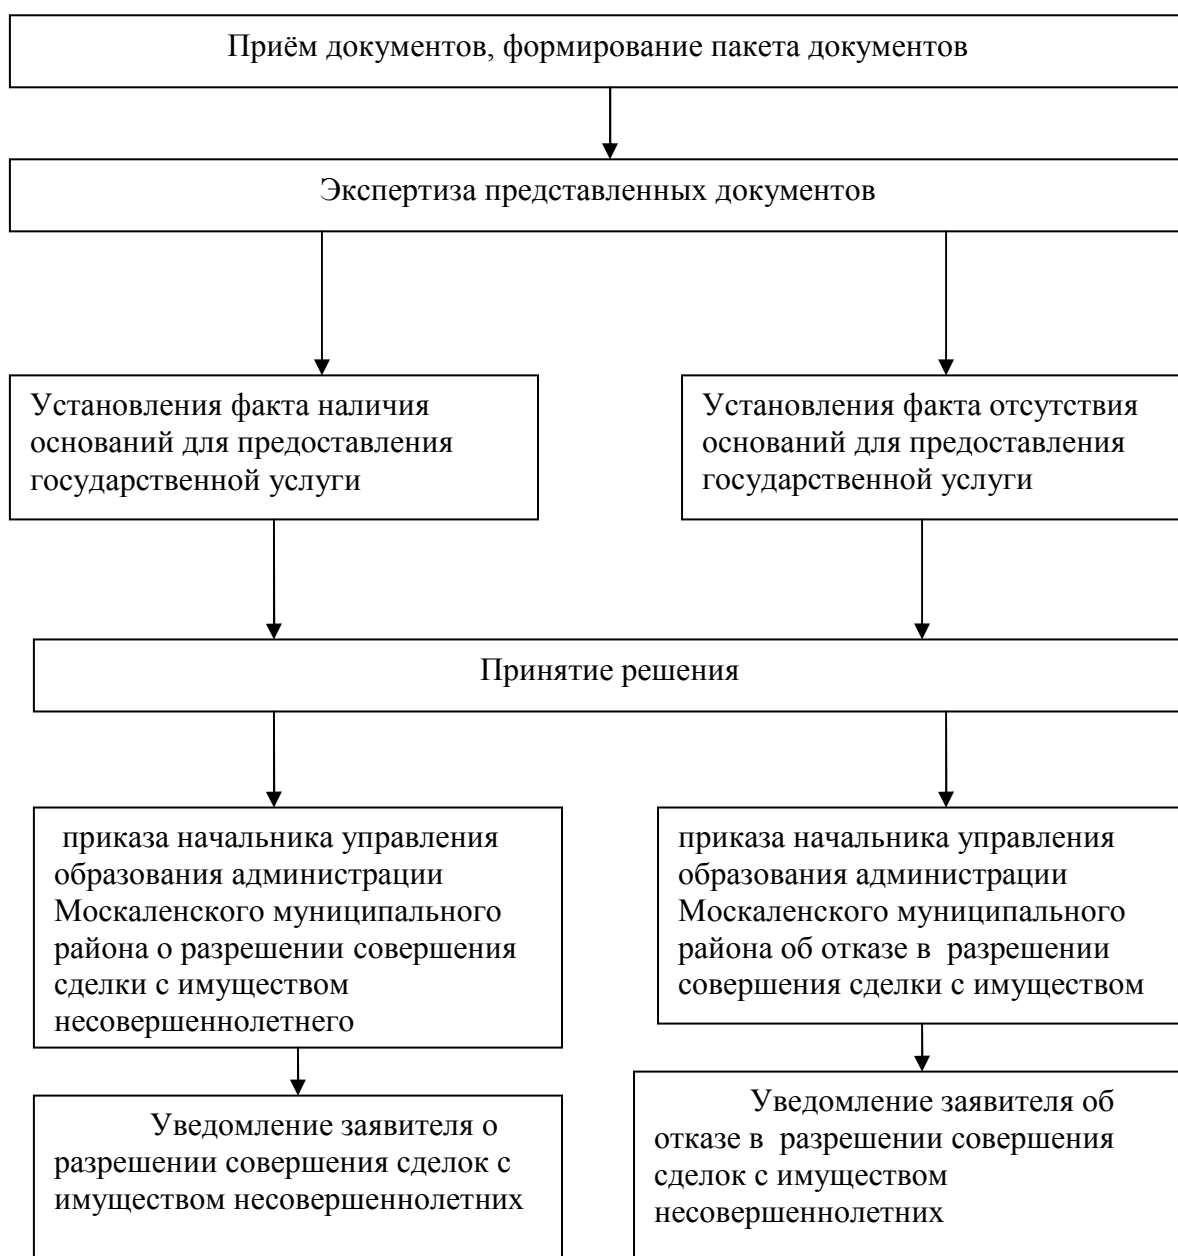 Приём документов, формирование пакета документов
Экспертиза представленных документов
Установления факта наличия
оснований для предоставления
государственной услуги
Установления факта отсутствия
оснований для предоставления
государственной услуги
Принятие решения
приказа начальника управления
образования администрации
Москаленского муниципального
района о разрешении совершения
сделки с имуществом
несовершеннолетнего
приказа начальника управления
образования администрации
Москаленского муниципального
района об отказе в разрешении
совершения сделки с имуществом
Уведомление заявителя о
разрешении совершения сделок с
имуществом несовершеннолетних
Уведомление заявителя об
отказе в разрешении совершения
сделок с имуществом
несовершеннолетних